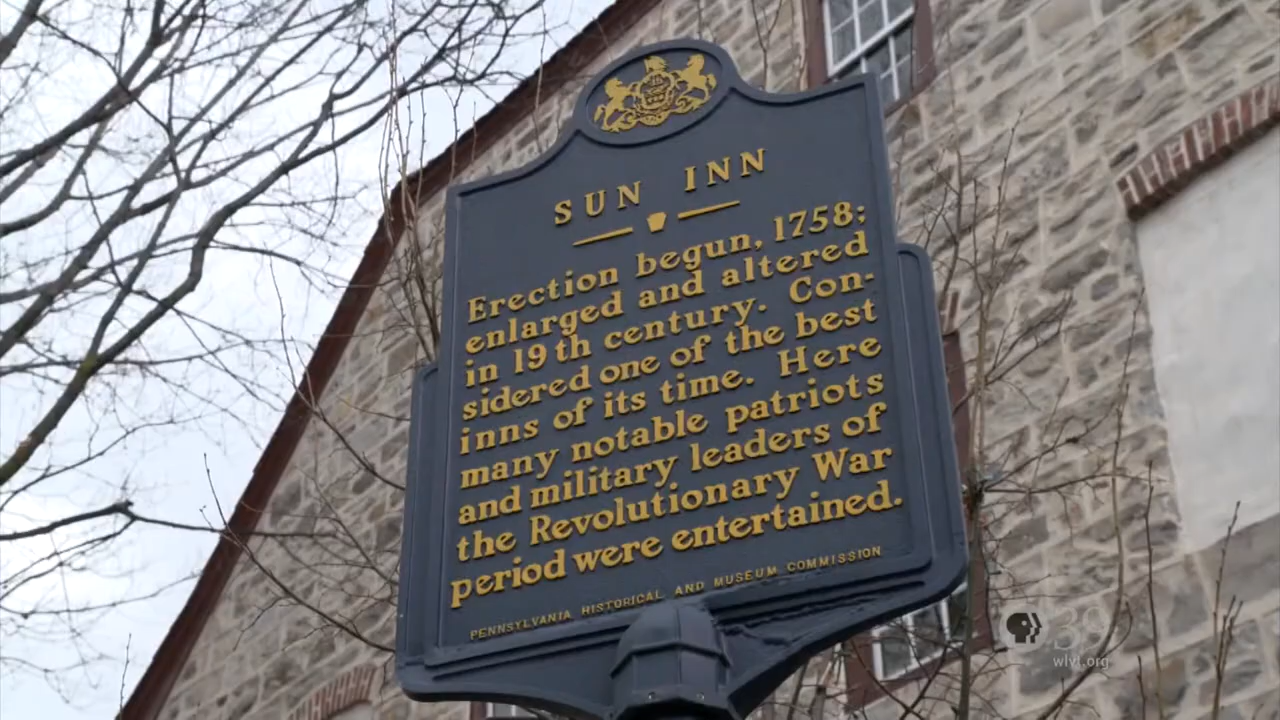 SUN INN
Erection begun, 1758;
enlarged and altered
in 19th century. Con-
sidered one of the best
inns of its time. Here
many notable patriots
and military leaders of
the Revolutionary War
period were entertained.
PENNSYLVANIA HISTORICAL AND MUSEUM COMMISSION
39
wlvt.org